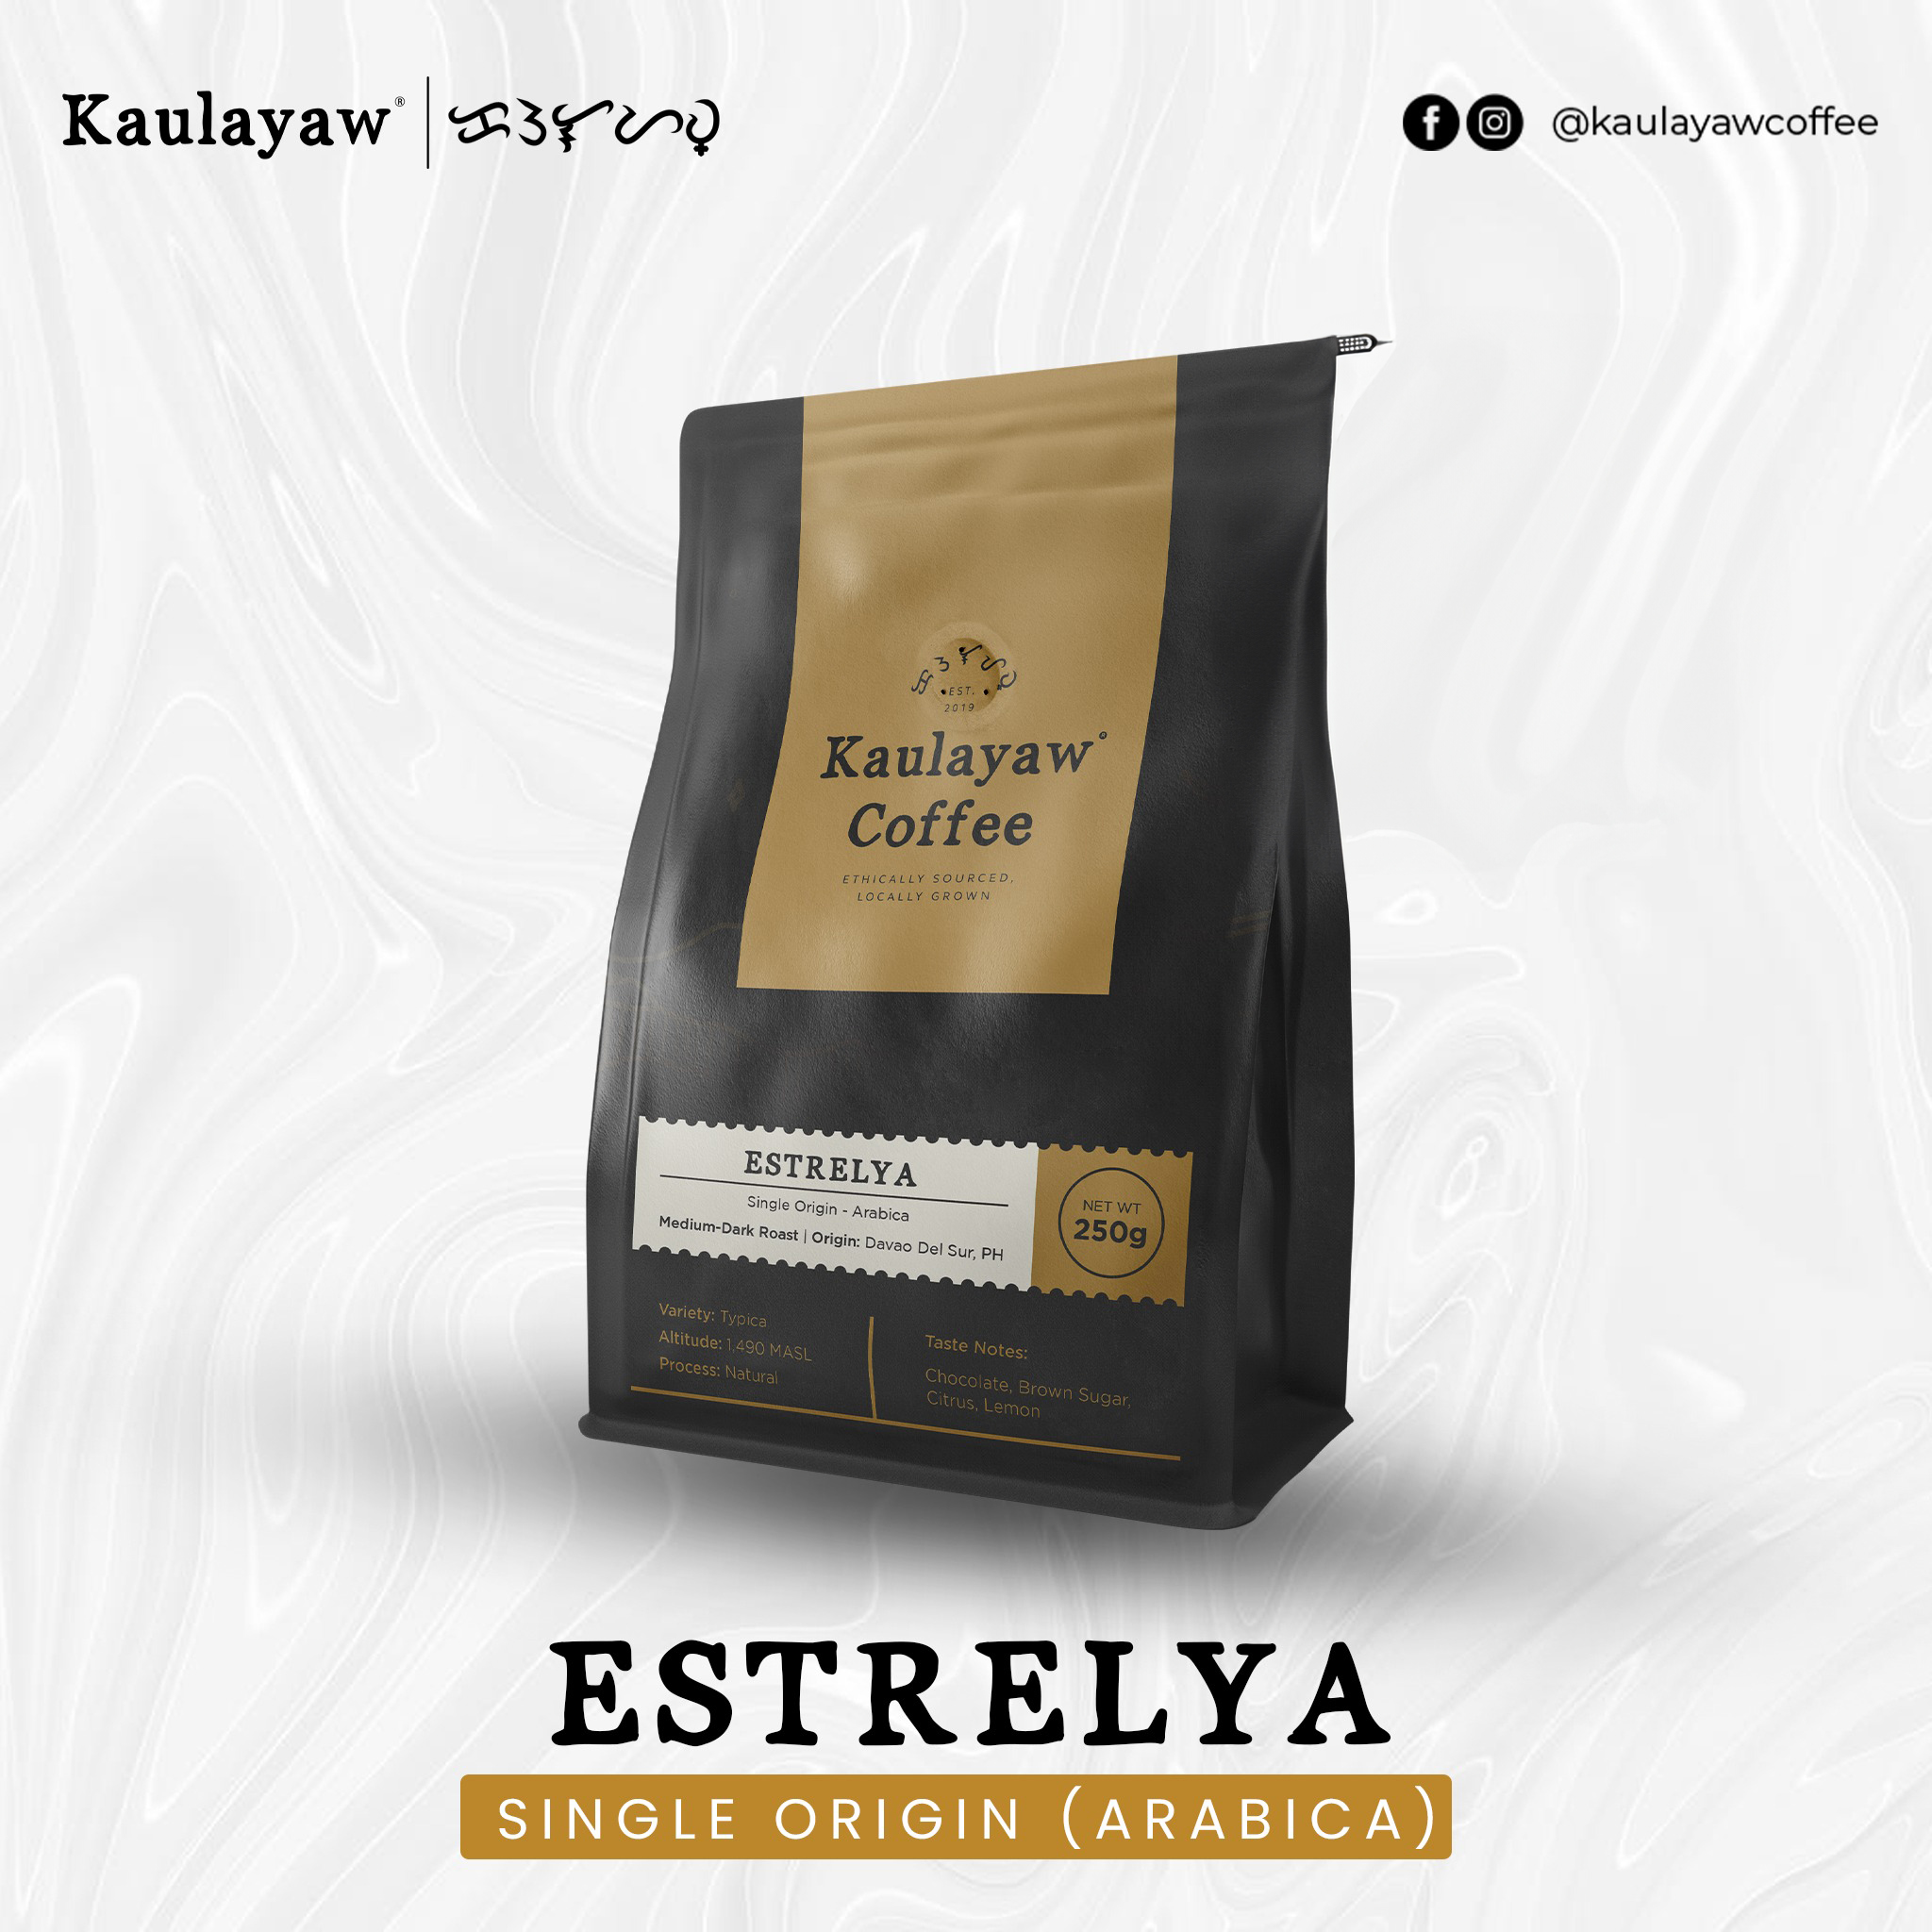 Kaulayaw® | ᜃᜂᜎᜌᜏ᜔
@kaulayawcoffee
ᜃᜂᜎᜌᜏ᜔
• EST. •
2019
Kaulayaw®
Coffee
ETHICALLY SOURCED,
LOCALLY GROWN
ESTRELYA
Single Origin - Arabica
Medium-Dark Roast | Origin: Davao Del Sur, PH
NET WT
250g
Variety: Typica
Altitude: 1,490 MASL
Process: Natural
Taste Notes:
Chocolate, Brown Sugar,
Citrus, Lemon
ESTRELYA
SINGLE ORIGIN (ARABICA)